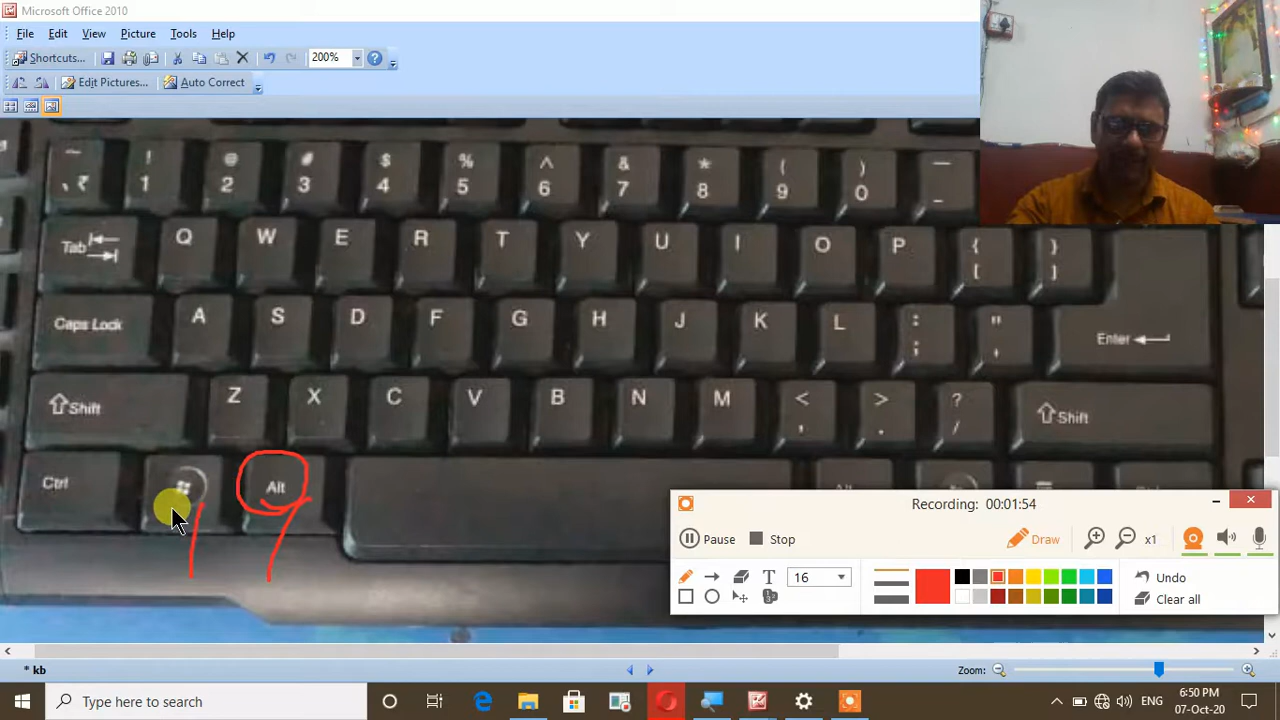 Microsoft Office 2010
File Edit View Picture Tools Help
Shortcuts... 200%
Edit Pictures... Auto Correct
~ ! @ # $ % ^ & * ( ) —
₹ 1 2 3 4 5 6 7 8 9 0 -
Tab Q W E R T Y U I O P { }
[ ]
Caps Lock A S D F G H J K L : "
; ' Enter
Shift Z X C V B N M < > ?
, . / Shift
Ctrl Alt Alt
Recording: 00:01:54
Pause Stop Draw x1
T 16 Undo
Clear all
* kb Zoom:
Type here to search
ENG 6:50 PM
07-Oct-20